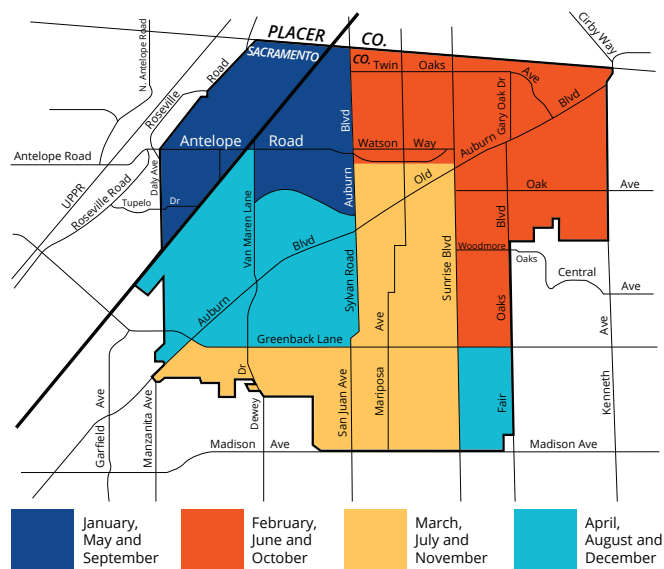 PLACER CO.
SACRAMENTO CO.
Cirby Way
N. Antelope Road
Roseville Road
Twin Oaks Ave
Gary Oak Dr
Blvd
Antelope Road
Antelope Road
Watson Way
Auburn
Old
Daly Ave
UPPR
Roseville Road
Tupelo Dr
Van Maren Lane
Auburn Blvd
Oak Ave
Blvd
Woodmore Oaks
Central Ave
Auburn Blvd
Sylvan Road
Sunrise Blvd
Oaks
Greenback Lane
Ave
Mariposa
San Juan Ave
Dr
Dewey
Fair
Kenneth Ave
Garfield Ave
Manzanita Ave
Madison Ave
Madison Ave
January,
May and
September
February,
June and
October
March,
July and
November
April,
August and
December